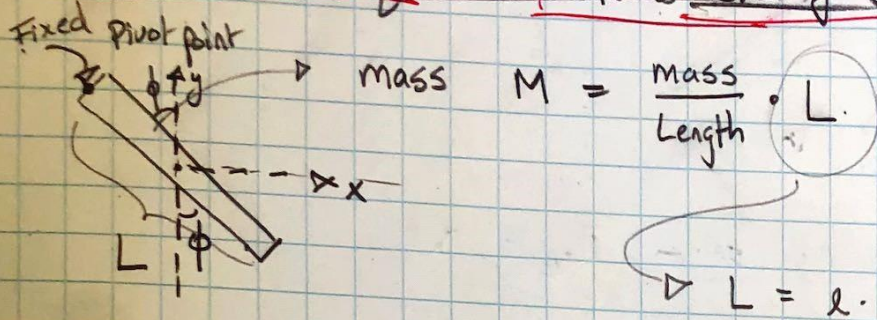 Fixed Pivot point
ϕ y
mass M = mass / Length · L.
x
L ϕ
L = l.